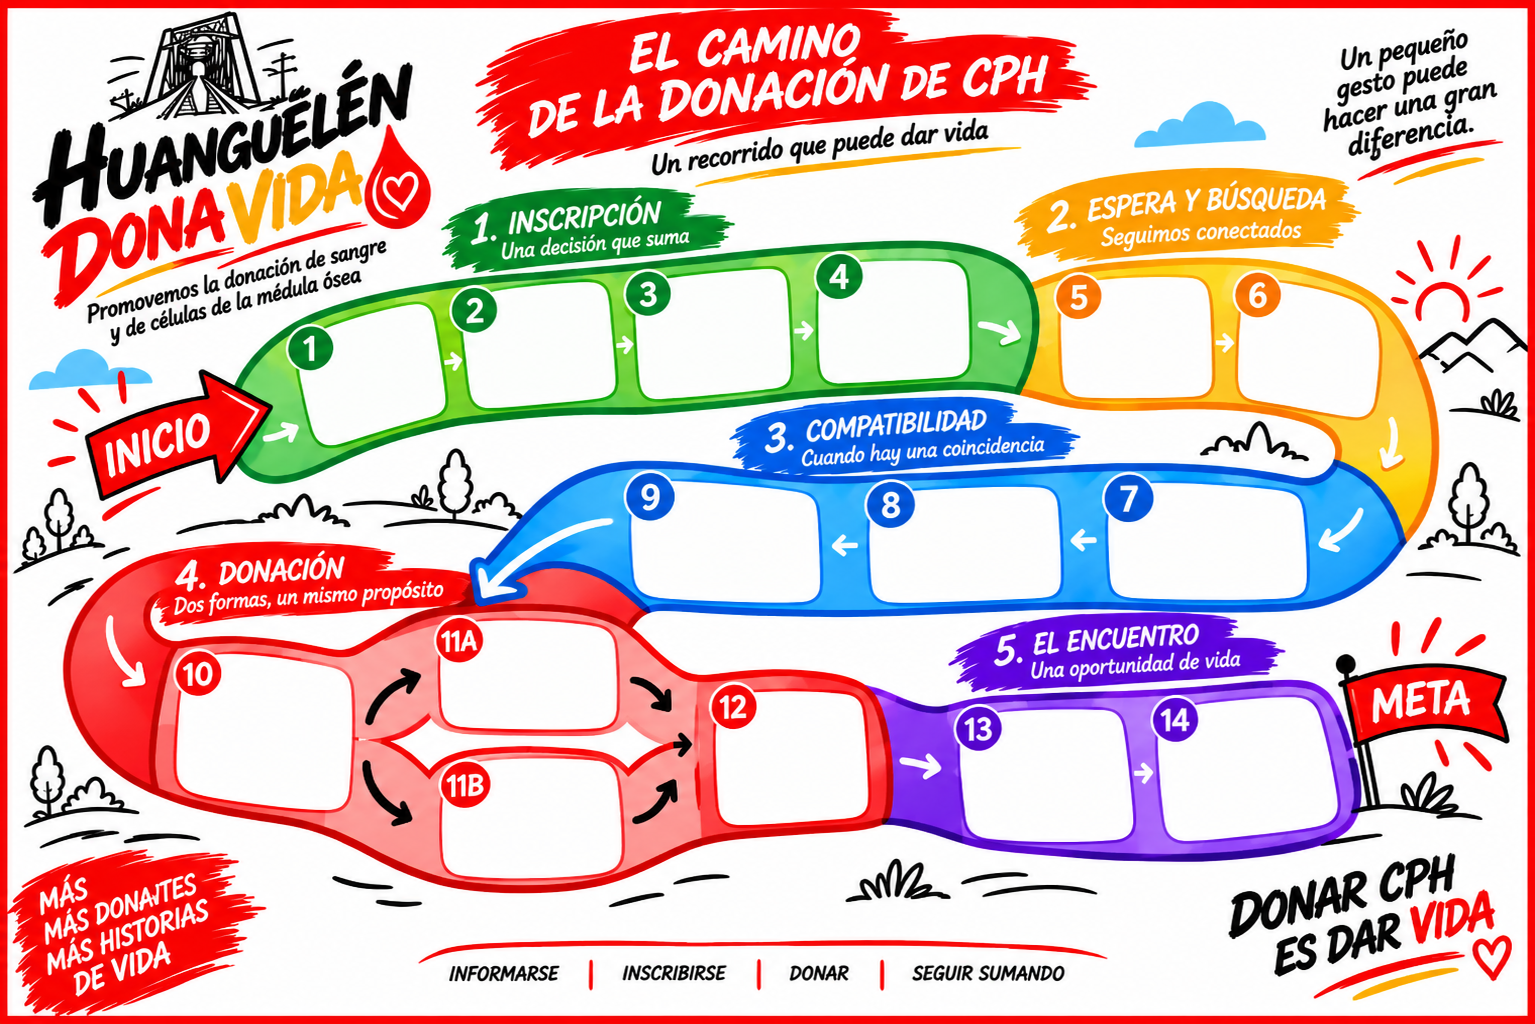 HUANGUÉLÉN
DONA VIDA
Promovemos la donación de sangre
y de células de la médula ósea
EL CAMINO
DE LA DONACIÓN DE CPH
Un recorrido que puede dar vida
Un pequeño
gesto puede
hacer una gran
diferencia.
1. INSCRIPCIÓN
Una decisión que suma
2. ESPERA Y BÚSQUEDA
Seguimos conectados
INICIO
1
2
3
4
5
6
3. COMPATIBILIDAD
Cuando hay una coincidencia
9
8
7
4. DONACIÓN
Dos formas, un mismo propósito
10
11A
11B
12
5. EL ENCUENTRO
Una oportunidad de vida
13
14
META
MÁS
MÁS DONANTES
MÁS HISTORIAS
DE VIDA
INFORMARSE | INSCRIBIRSE | DONAR | SEGUIR SUMANDO
DONAR CPH
ES DAR VIDA